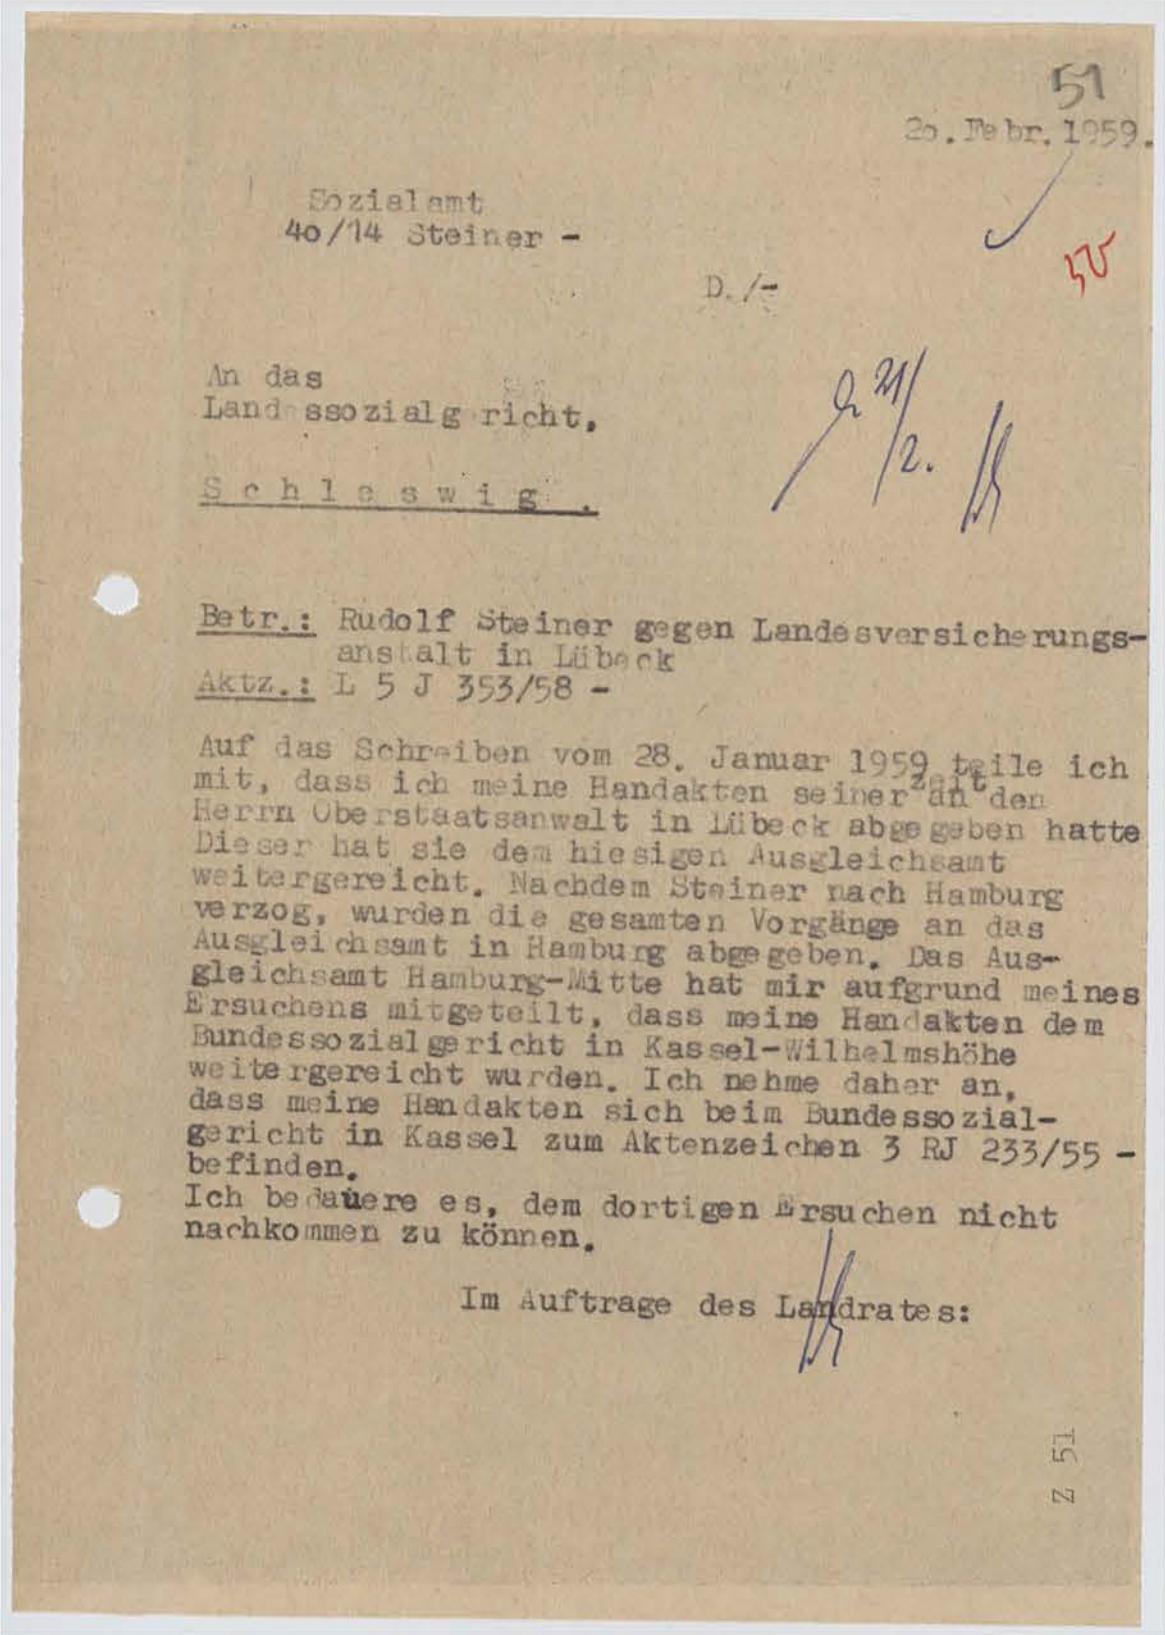 51
2o.Febr.1959.
Sozialamt
4o/14 Steiner -
50
D./-
An das
Landessozialgericht.
21/2.
Schleswig.
Betr.: Rudolf Steiner gegen Landesversicherungs-
anstalt in Lübeck
Aktz.: L 5 J 353/58 -
Auf das Schreiben vom 28. Januar 1959 teile ich
mit, dass ich meine Handakten seinerzeit an den
Herrn Oberstaatsanwalt in Lübeck abgegeben hatte
Dieser hat sie dem hiesigen Ausgleichsamt
weitergereicht. Nachdem Steiner nach Hamburg
verzog, wurden die gesamten Vorgänge an das
Ausgleichsamt in Hamburg abgegeben. Das Aus-
gleichsamt Hamburg-Mitte hat mir aufgrund meines
Ersuchens mitgeteilt, dass meine Handakten dem
Bundessozialgericht in Kassel-Wilhelmshöhe
weitergereicht wurden. Ich nehme daher an,
dass meine Handakten sich beim Bundessozial-
gericht in Kassel zum Aktenzeichen 3 RJ 233/55 -
befinden.
Ich bedauere es, dem dortigen Ersuchen nicht
nachkommen zu können.
Im Auftrage des Landrates:
Z 51